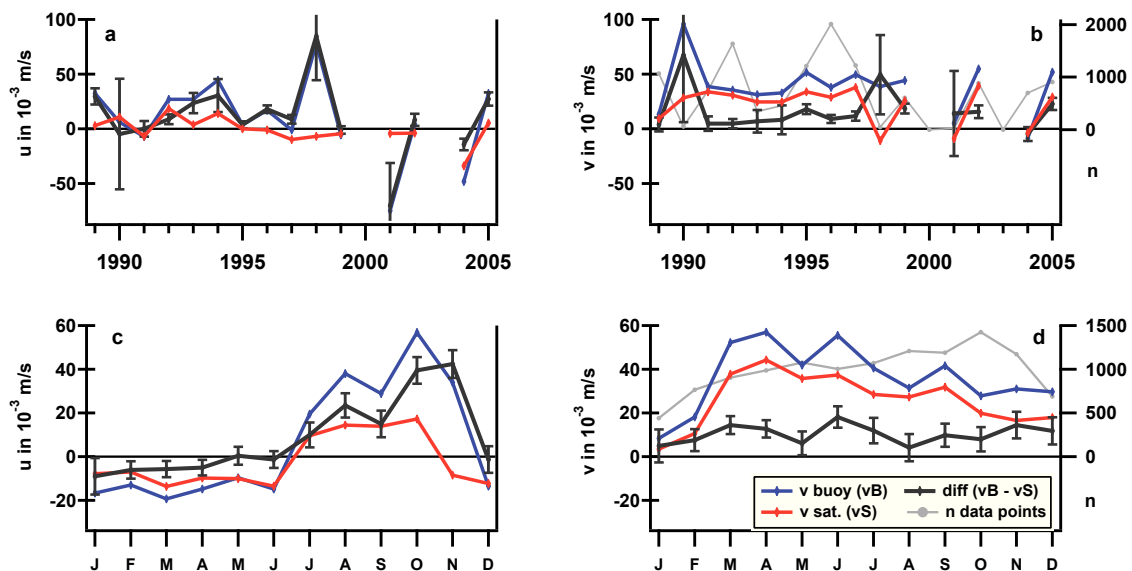 100
50
0
-50
u in 10⁻³ m/s
a
1990
1995
2000
2005
100
50
0
-50
v in 10⁻³ m/s
b
2000
1000
0
n
1990
1995
2000
2005
60
40
20
0
-20
u in 10⁻³ m/s
c
J F M A M J J A S O N D
60
40
20
0
-20
v in 10⁻³ m/s
d
1500
1000
500
0
n
v buoy (vB)
diff (vB - vS)
v sat. (vS)
n data points
J F M A M J J A S O N D